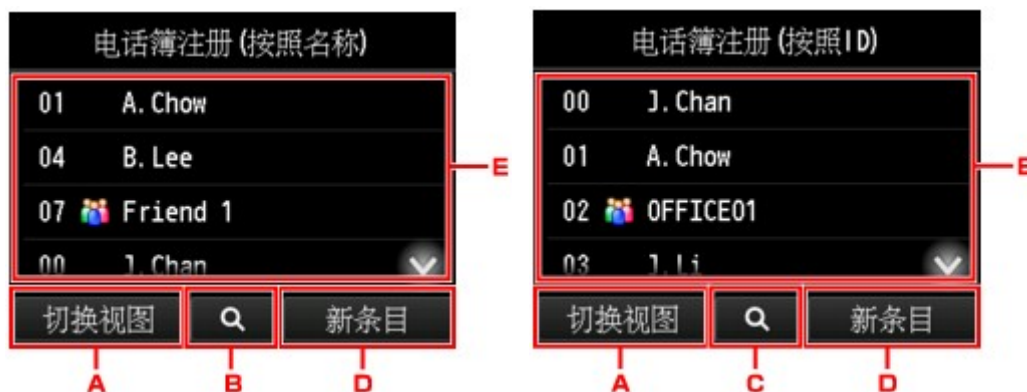 电话簿注册(按照名称)
01 A.Chow
04 B.Lee
07 Friend 1
00 J.Chan
切换视图 新条目
E
A B D
电话簿注册(按照ID)
00 J.Chan
01 A.Chow
02 OFFICE01
03 J.Li
切换视图 新条目
E
A C D